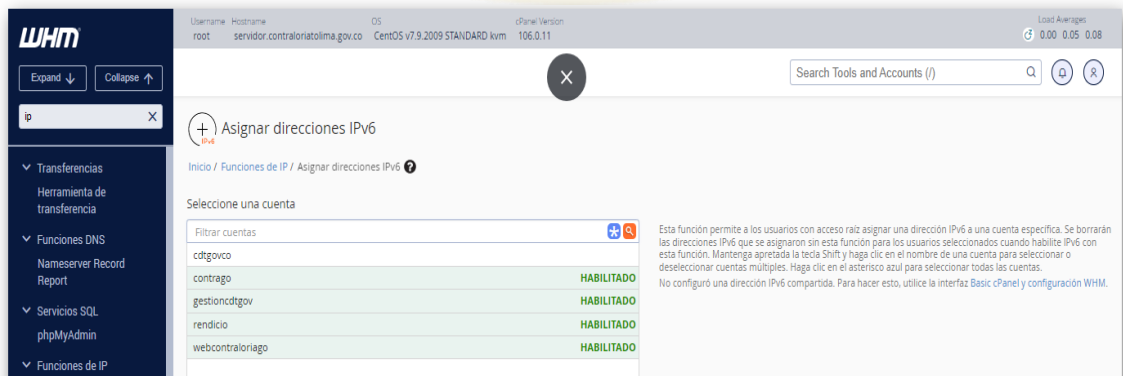 WHM
Username Hostname OS cPanel Version Load Averages
root servidor.contraloriatolima.gov.co CentOS v7.9.2009 STANDARD kvm 106.0.11 0.00 0.05 0.08
Expand ↓ Collapse ↑
Search Tools and Accounts (/)
ip X
IPv6
Asignar direcciones IPv6
Inicio / Funciones de IP / Asignar direcciones IPv6 ?
Transferencias
Herramienta de
transferencia
Funciones DNS
Nameserver Record
Report
Servicios SQL
phpMyAdmin
Funciones de IP
Seleccione una cuenta
Filtrar cuentas
cdtgovco
contrago HABILITADO
gestioncdtgov HABILITADO
rendicio HABILITADO
webcontraloriago HABILITADO
Esta función permite a los usuarios con acceso raíz asignar una dirección IPv6 a una cuenta específica. Se borrarán
las direcciones IPv6 que se asignaron sin esta función para los usuarios seleccionados cuando habilite IPv6 con
esta función. Mantenga apretada la tecla Shift y haga clic en el nombre de una cuenta para seleccionar o
deseleccionar cuentas múltiples. Haga clic en el asterisco azul para seleccionar todas las cuentas.
No configuró una dirección IPv6 compartida. Para hacer esto, utilice la interfaz Basic cPanel y configuración WHM.